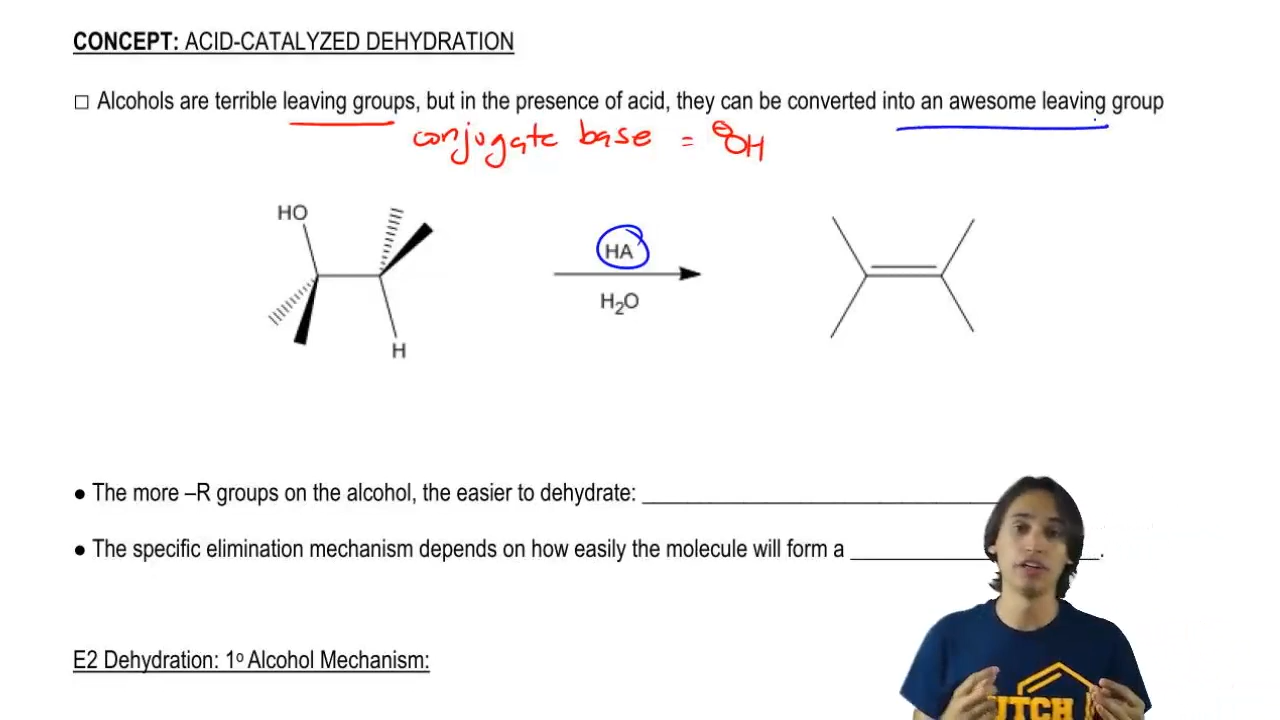 CONCEPT: ACID-CATALYZED DEHYDRATION
□ Alcohols are terrible leaving groups, but in the presence of acid, they can be converted into an awesome leaving group
conjugate base = ⊖OH
HO
HA
H₂O
H
● The more –R groups on the alcohol, the easier to dehydrate: ____________________________
● The specific elimination mechanism depends on how easily the molecule will form a ____________________.
E2 Dehydration: 1º Alcohol Mechanism:
UTCH